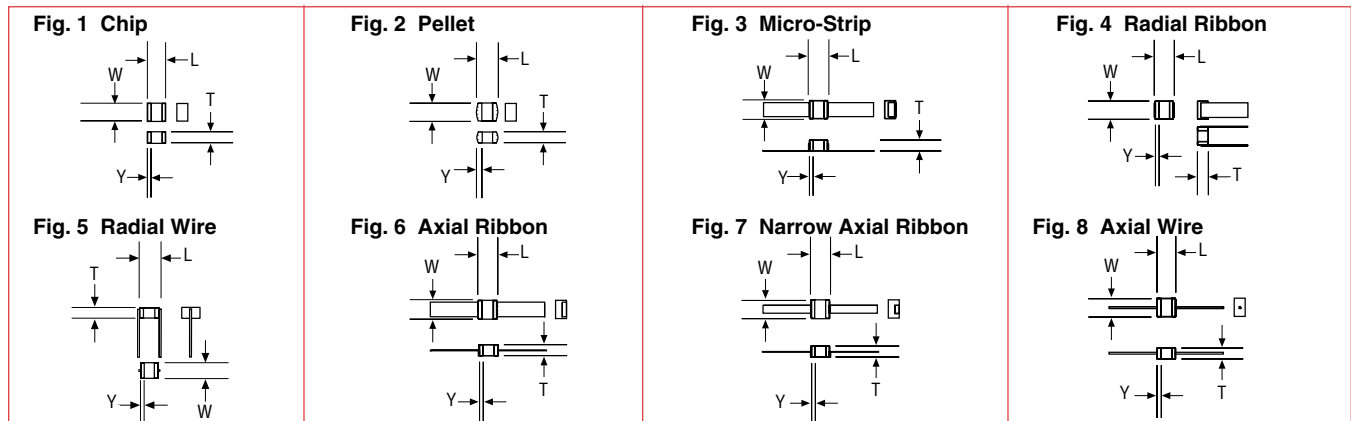 Fig. 1 Chip
W
L
T
Y
Fig. 2 Pellet
W
L
T
Y
Fig. 3 Micro-Strip
W
L
T
Y
Fig. 4 Radial Ribbon
W
L
Y
T
Fig. 5 Radial Wire
L
T
Y
W
Fig. 6 Axial Ribbon
W
L
Y
T
Fig. 7 Narrow Axial Ribbon
W
L
Y
T
Fig. 8 Axial Wire
W
L
Y
T